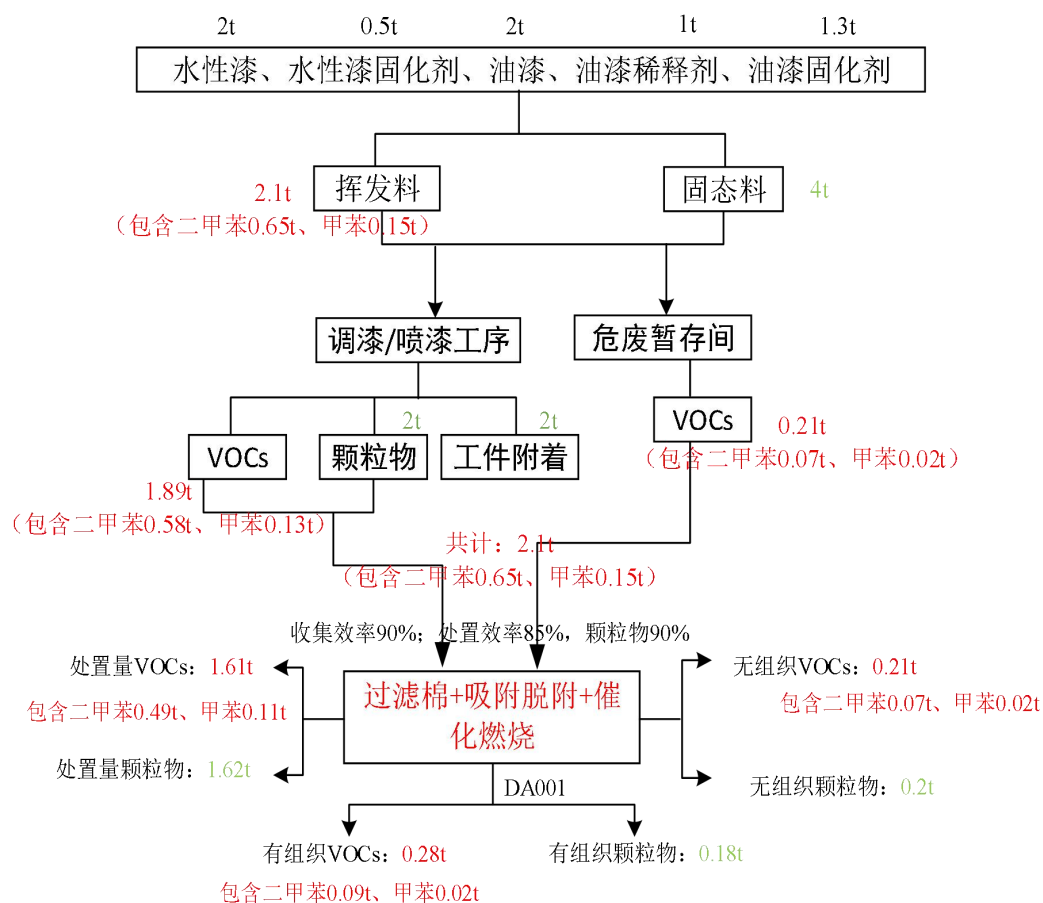 2t 0.5t 2t 1t 1.3t
水性漆、水性漆固化剂、油漆、油漆稀释剂、油漆固化剂
挥发料
固态料
4t
2.1t
（包含二甲苯0.65t、甲苯0.15t）
调漆/喷漆工序
危废暂存间
2t
2t
VOCs
颗粒物
工件附着
VOCs
0.21t
（包含二甲苯0.07t、甲苯0.02t）
1.89t
（包含二甲苯0.58t、甲苯0.13t）
共计：2.1t
（包含二甲苯0.65t、甲苯0.15t）
收集效率90%；处置效率85%，颗粒物90%
处置量VOCs：1.61t
包含二甲苯0.49t、甲苯0.11t
处置量颗粒物：1.62t
过滤棉+吸附脱附+催
化燃烧
无组织VOCs：0.21t
包含二甲苯0.07t、甲苯0.02t
无组织颗粒物：0.2t
DA001
有组织VOCs：0.28t
包含二甲苯0.09t、甲苯0.02t
有组织颗粒物：0.18t